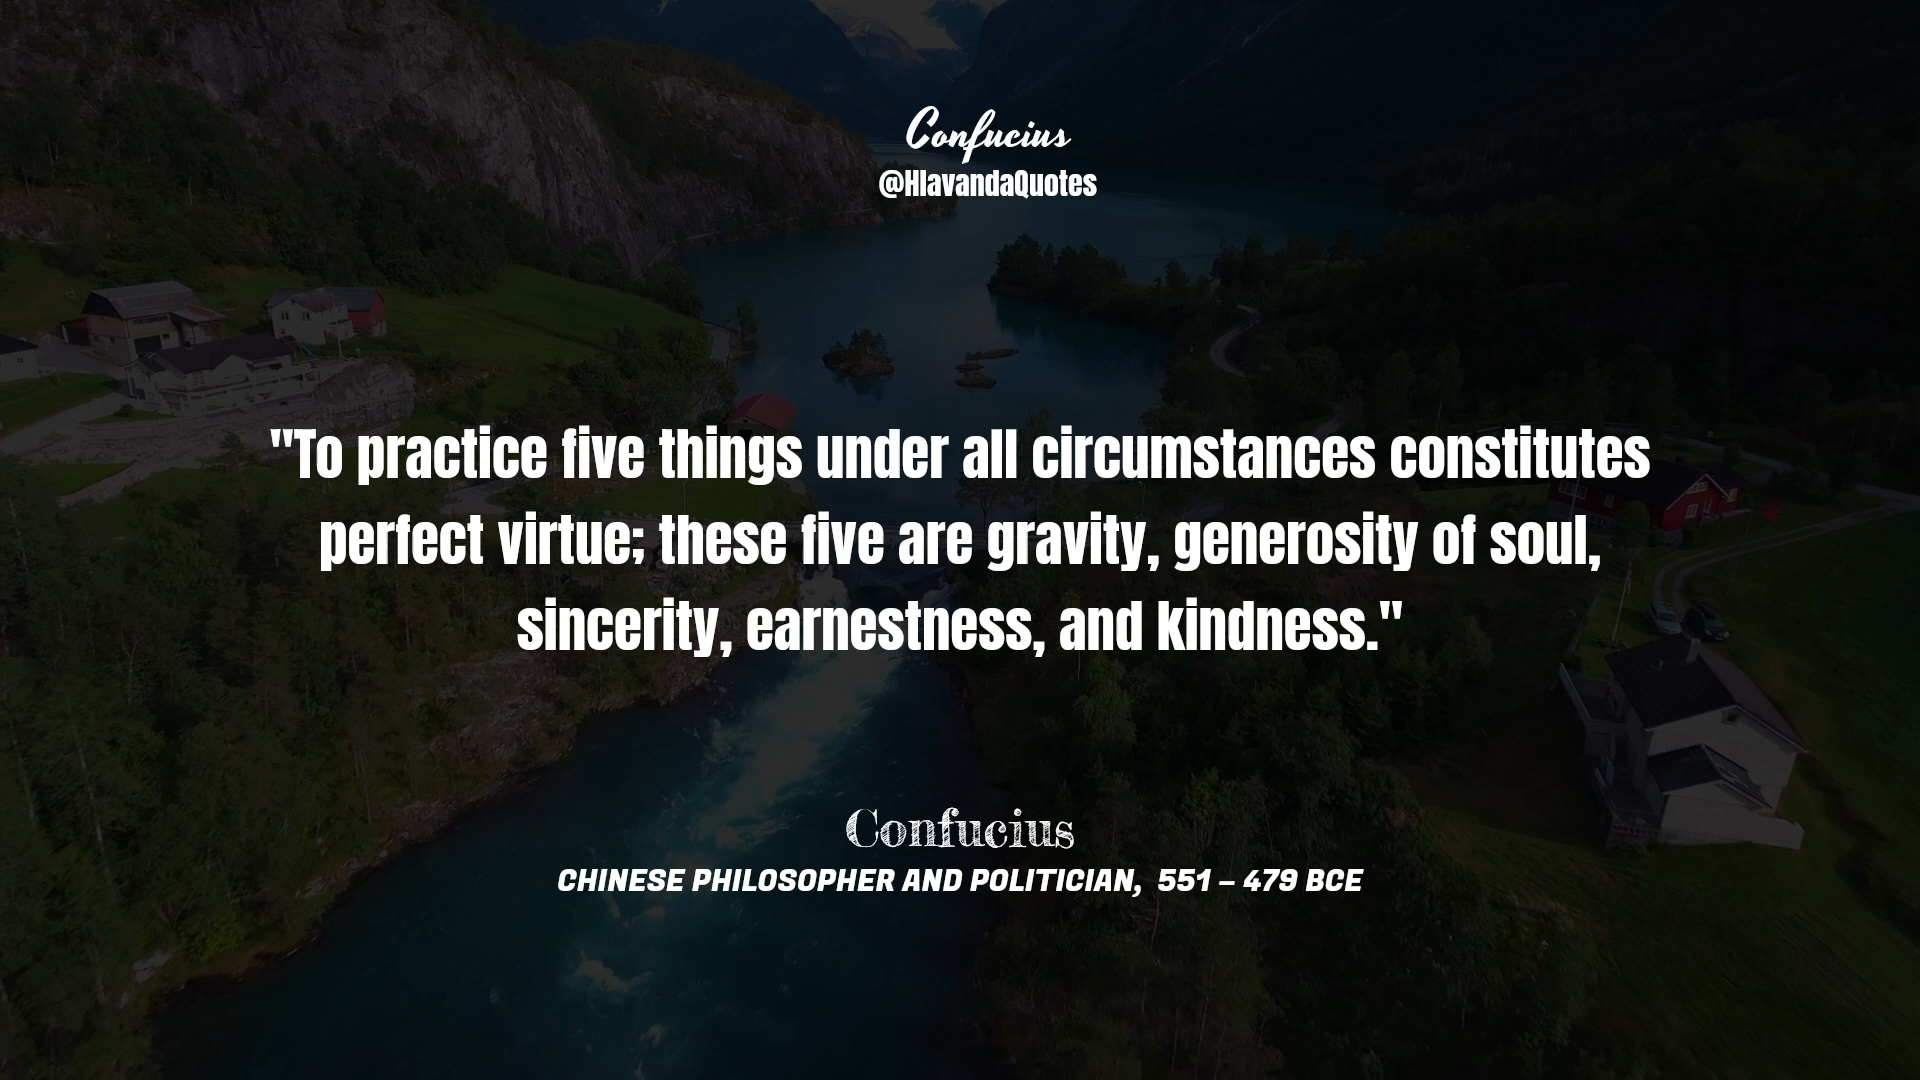 Confucius
@HlavandaQuotes
"To practice five things under all circumstances constitutes
perfect virtue; these five are gravity, generosity of soul,
sincerity, earnestness, and kindness."
Confucius
CHINESE PHILOSOPHER AND POLITICIAN, 551 – 479 BCE